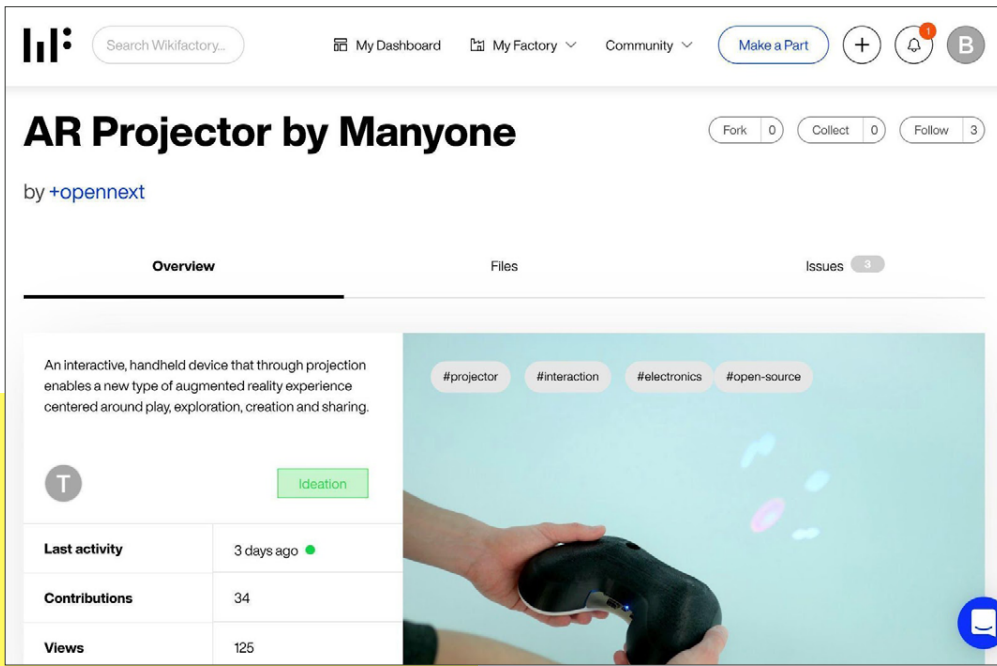 Search Wikifactory...
My Dashboard
My Factory
Community
Make a Part
1
B
AR Projector by Manyone
Fork 0
Collect 0
Follow 3
by +opennext
Overview
Files
Issues 3
An interactive, handheld device that through projection
enables a new type of augmented reality experience
centered around play, exploration, creation and sharing.
T
Ideation
Last activity 3 days ago
Contributions 34
Views 125
#projector
#interaction
#electronics
#open-source